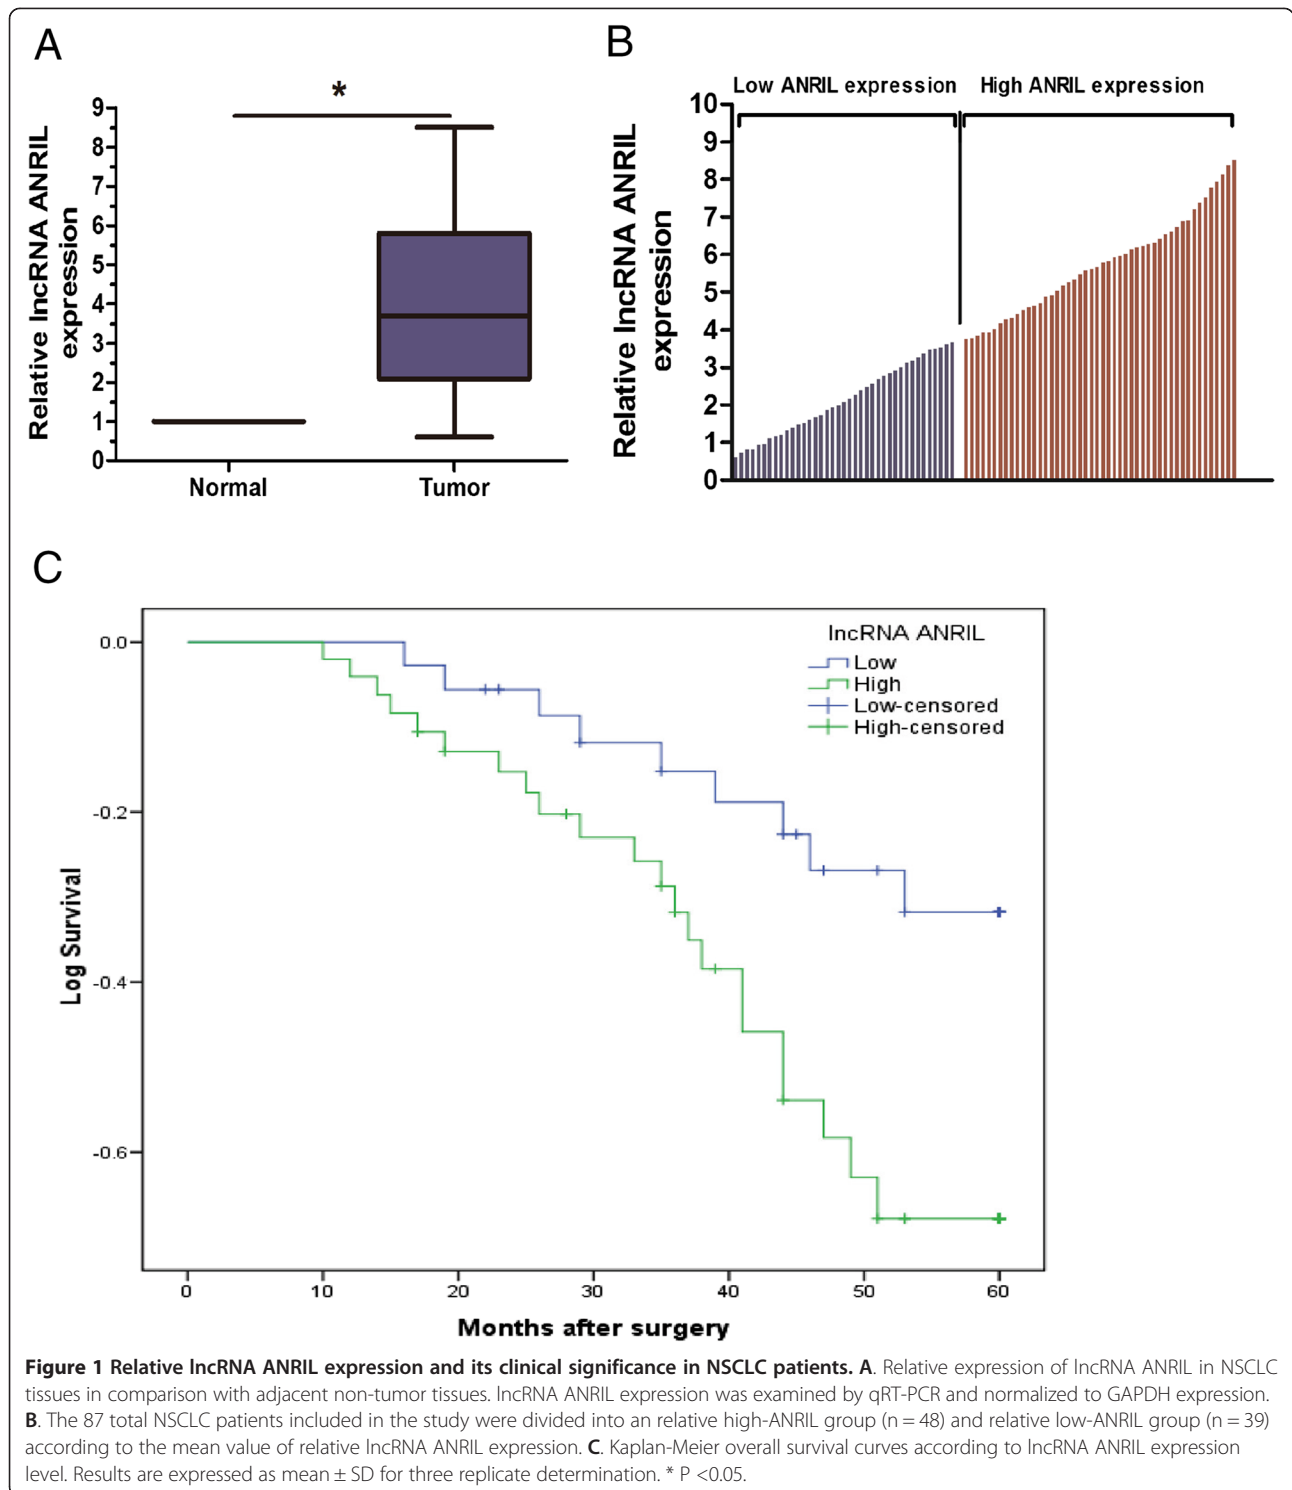 A
*
Relative lncRNA ANRIL
expression
9
8
7
6
5
4
3
2
1
0
Normal
Tumor
B
Low ANRIL expression
High ANRIL expression
Relative lncRNA ANRIL
expression
10
9
8
7
6
5
4
3
2
1
0
C
lncRNA ANRIL
Low
High
Low-censored
High-censored
Log Survival
0.0
-0.2
-0.4
-0.6
0
10
20
30
40
50
60
Months after surgery
Figure 1 Relative lncRNA ANRIL expression and its clinical significance in NSCLC patients. A. Relative expression of lncRNA ANRIL in NSCLC
tissues in comparison with adjacent non-tumor tissues. lncRNA ANRIL expression was examined by qRT-PCR and normalized to GAPDH expression.
B. The 87 total NSCLC patients included in the study were divided into an relative high-ANRIL group (n = 48) and relative low-ANRIL group (n = 39)
according to the mean value of relative lncRNA ANRIL expression. C. Kaplan-Meier overall survival curves according to lncRNA ANRIL expression
level. Results are expressed as mean ± SD for three replicate determination. * P <0.05.